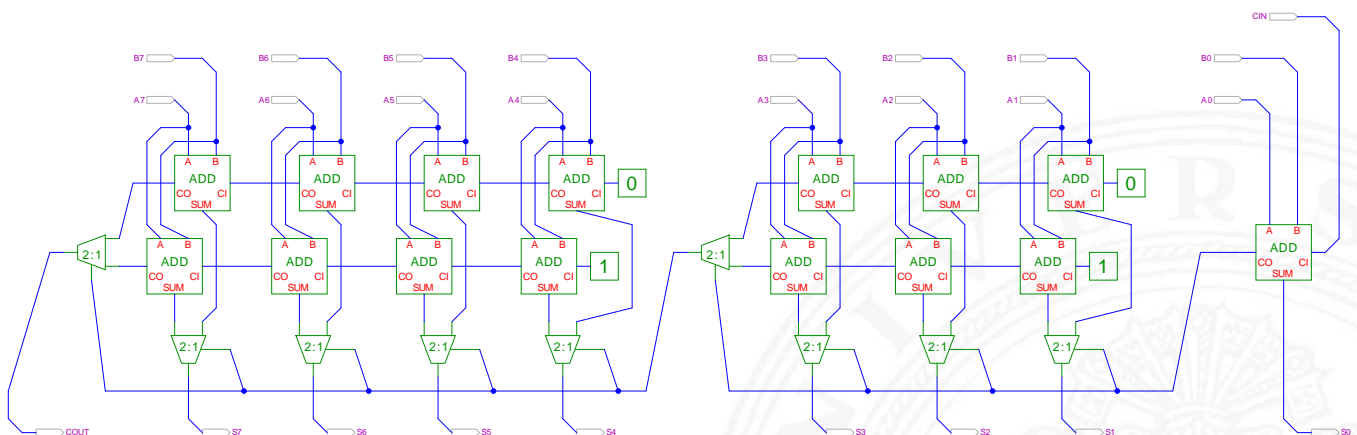 CIN
B7 B6 B5 B4 B3 B2 B1 B0
A7 A6 A5 A4 A3 A2 A1 A0
A B A B A B A B A B A B A B
ADD ADD ADD ADD 0 ADD ADD ADD 0
CO CI CO CI CO CI CO CI CO CI CO CI CO CI
SUM SUM SUM SUM SUM SUM SUM
A B A B A B A B A B A B A B A B
2:1 ADD ADD ADD ADD 1 2:1 ADD ADD ADD 1 ADD
CO CI CO CI CO CI CO CI CO CI CO CI CO CI CO CI
SUM SUM SUM SUM SUM SUM SUM SUM
2:1 2:1 2:1 2:1 2:1 2:1 2:1
COUT S7 S6 S5 S4 S3 S2 S1 S0